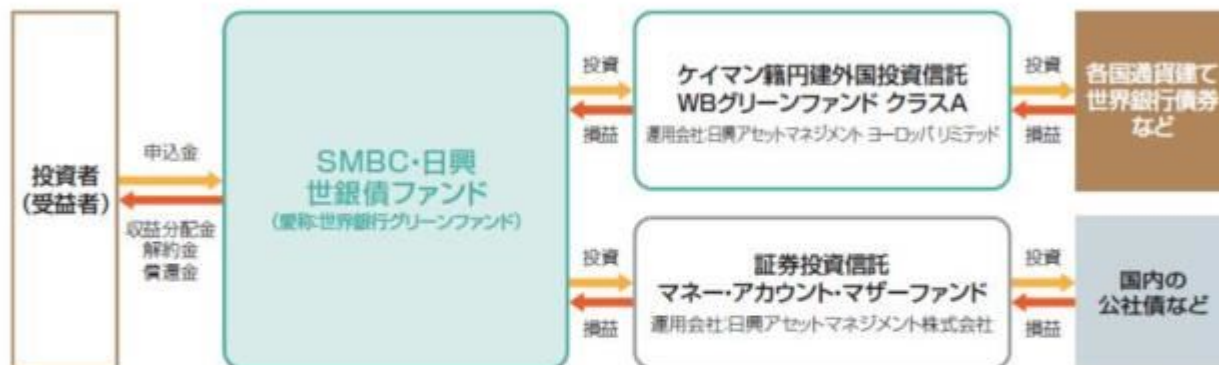 投資者
(受益者)
申込金
収益分配金
解約金
償還金
SMBC・日興
世銀債ファンド
(愛称:世界銀行グリーンファンド)
投資
損益
ケイマン籍円建外国投資信託
WBグリーンファンド クラスA
運用会社:日興アセットマネジメント ヨーロッパ リミテッド
投資
損益
各国通貨建て
世界銀行債券
など
投資
損益
証券投資信託
マネー・アカウント・マザーファンド
運用会社:日興アセットマネジメント株式会社
投資
損益
国内の
公社債など